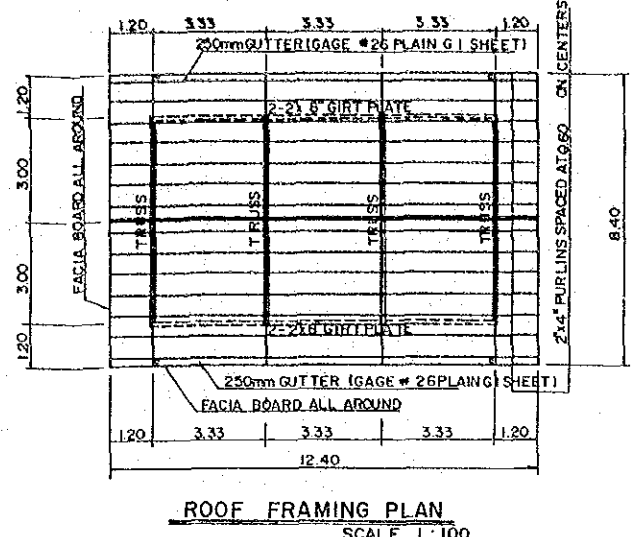 1.20 3.33 3.33 3.33 1.20
250mm GUTTER (GAGE #26 PLAIN G I SHEET)
2-2x8" GIRT PLATE
1.20
3.00
3.00
1.20
FACIA BOARD ALL AROUND
TRUSS
TRUSS
TRUSS
TRUSS
2"x4" PURLINS SPACED AT 0.60 ON CENTERS
8.40
2-2x8" GIRT PLATE
250mm GUTTER (GAGE # 26 PLAIN G I SHEET)
FACIA BOARD ALL AROUND
1.20 3.33 3.33 3.33 1.20
12.40
ROOF FRAMING PLAN
SCALE 1:100